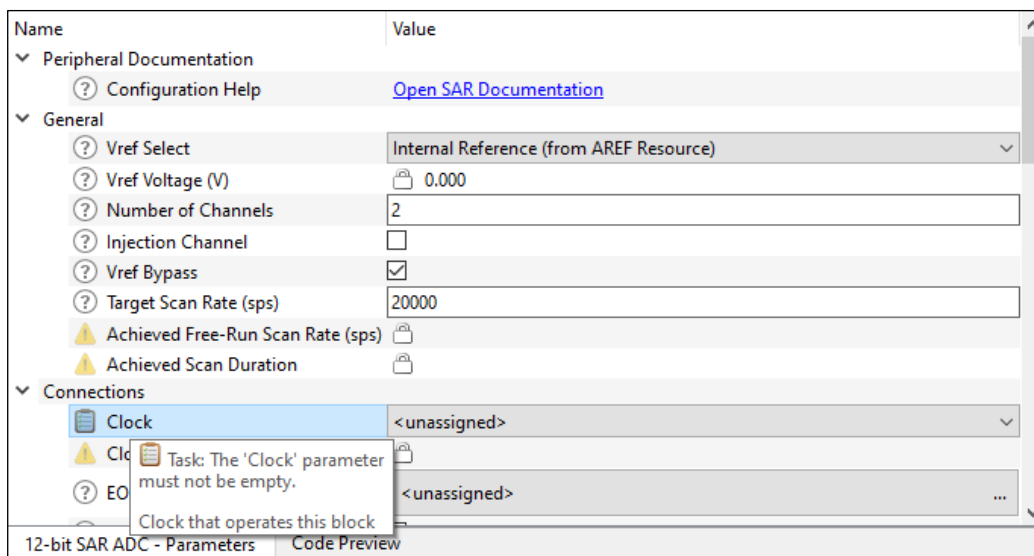 Name Value
Peripheral Documentation
Configuration Help Open SAR Documentation
General
Vref Select Internal Reference (from AREF Resource)
Vref Voltage (V) 0.000
Number of Channels 2
Injection Channel
Vref Bypass
Target Scan Rate (sps) 20000
Achieved Free-Run Scan Rate (sps)
Achieved Scan Duration
Connections
Clock <unassigned>
Task: The 'Clock' parameter
must not be empty.
<unassigned> ...
Clock that operates this block
12-bit SAR ADC - Parameters Code Preview